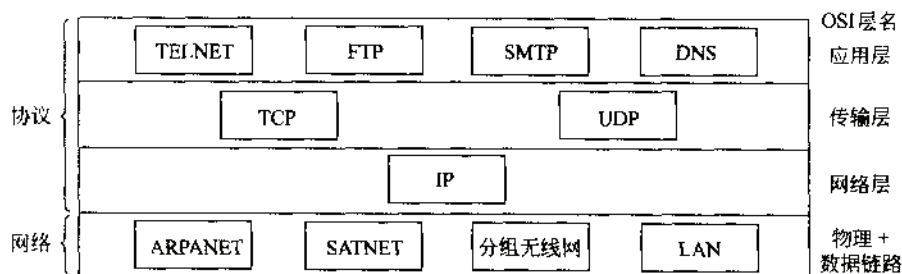 OSI层名
TELNET FTP SMTP DNS 应用层
协议 TCP UDP 传输层
IP 网络层
网络 ARPANET SATNET 分组无线网 LAN 物理 +
数据链路